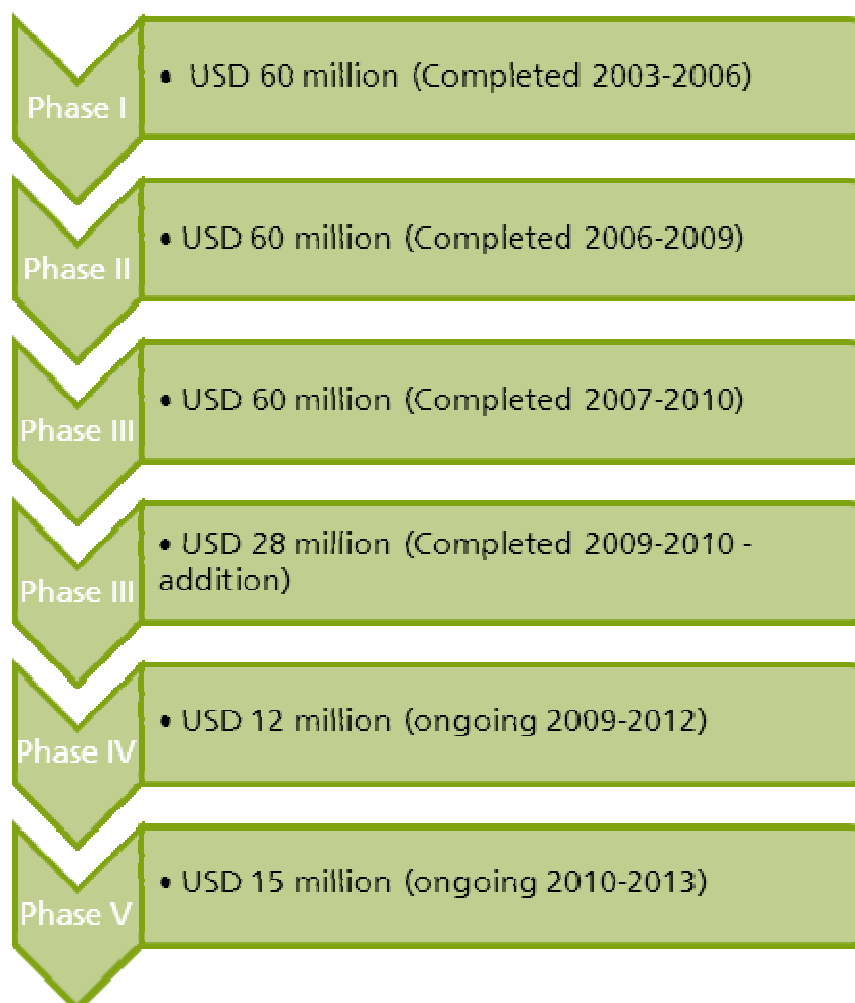 Phase I
• USD 60 million (Completed 2003-2006)
Phase II
• USD 60 million (Completed 2006-2009)
Phase III
• USD 60 million (Completed 2007-2010)
Phase III
• USD 28 million (Completed 2009-2010 -
addition)
Phase IV
• USD 12 million (ongoing 2009-2012)
Phase V
• USD 15 million (ongoing 2010-2013)